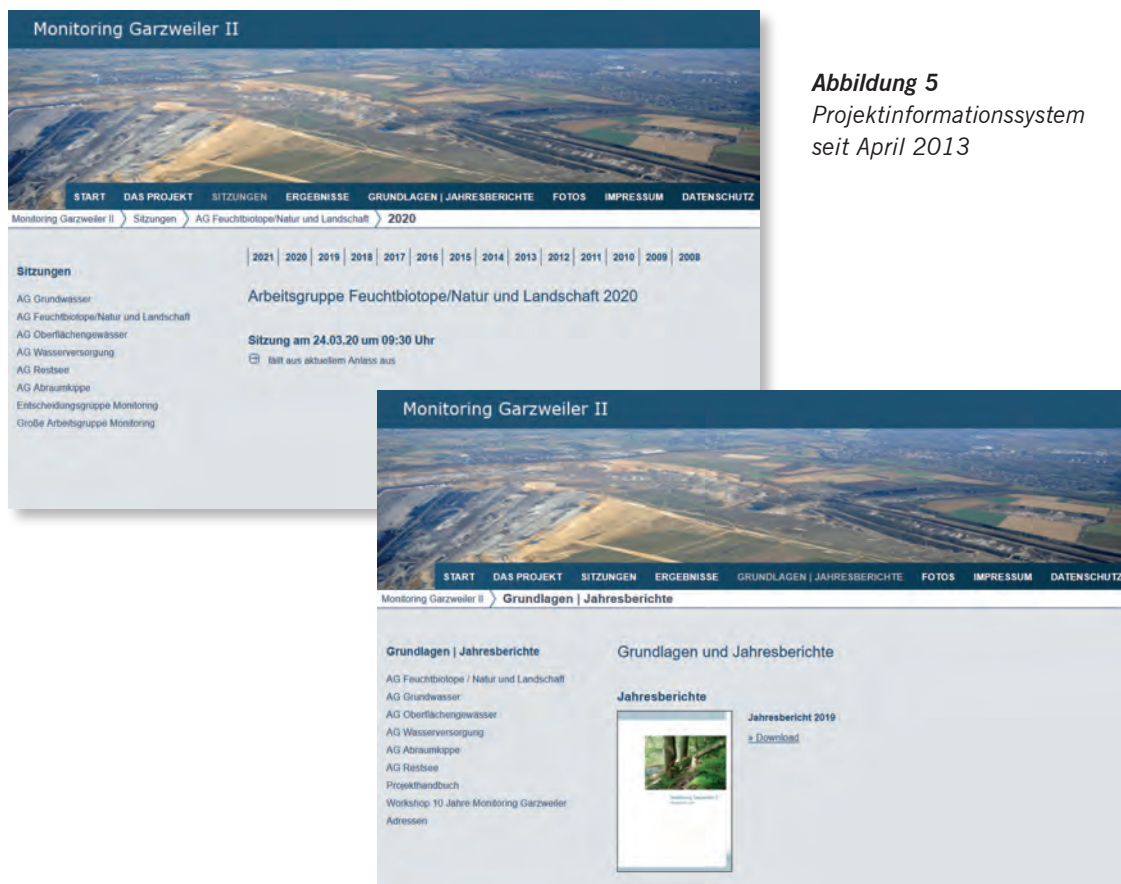 Monitoring Garzweiler II
START DAS PROJEKT SITZUNGEN ERGEBNISSE GRUNDLAGEN | JAHRESBERICHTE FOTOS IMPRESSUM DATENSCHUTZ
Monitoring Garzweiler II Sitzungen AG Feuchtbiotope/Natur und Landschaft 2020
Sitzungen
AG Grundwasser
AG Feuchtbiotope/Natur und Landschaft
AG Oberflächengewässer
AG Wasserversorgung
AG Restsee
AG Abraumkippe
Entscheidungsgruppe Monitoring
Große Arbeitsgruppe Monitoring
| 2021 | 2020 | 2019 | 2018 | 2017 | 2016 | 2015 | 2014 | 2013 | 2012 | 2011 | 2010 | 2009 | 2008
Arbeitsgruppe Feuchtbiotope/Natur und Landschaft 2020
Sitzung am 24.03.20 um 09:30 Uhr
fällt aus aktuellem Anlass aus
Abbildung 5
Projektinformationssystem
seit April 2013
Monitoring Garzweiler II
START DAS PROJEKT SITZUNGEN ERGEBNISSE GRUNDLAGEN | JAHRESBERICHTE FOTOS IMPRESSUM DATENSCHUTZ
Monitoring Garzweiler II Grundlagen | Jahresberichte
Grundlagen | Jahresberichte
AG Feuchtbiotope / Natur und Landschaft
AG Grundwasser
AG Oberflächengewässer
AG Wasserversorgung
AG Abraumkippe
AG Restsee
Projekthandbuch
Workshop 10 Jahre Monitoring Garzweiler
Adressen
Grundlagen und Jahresberichte
Jahresberichte
Jahresbericht 2019
» Download